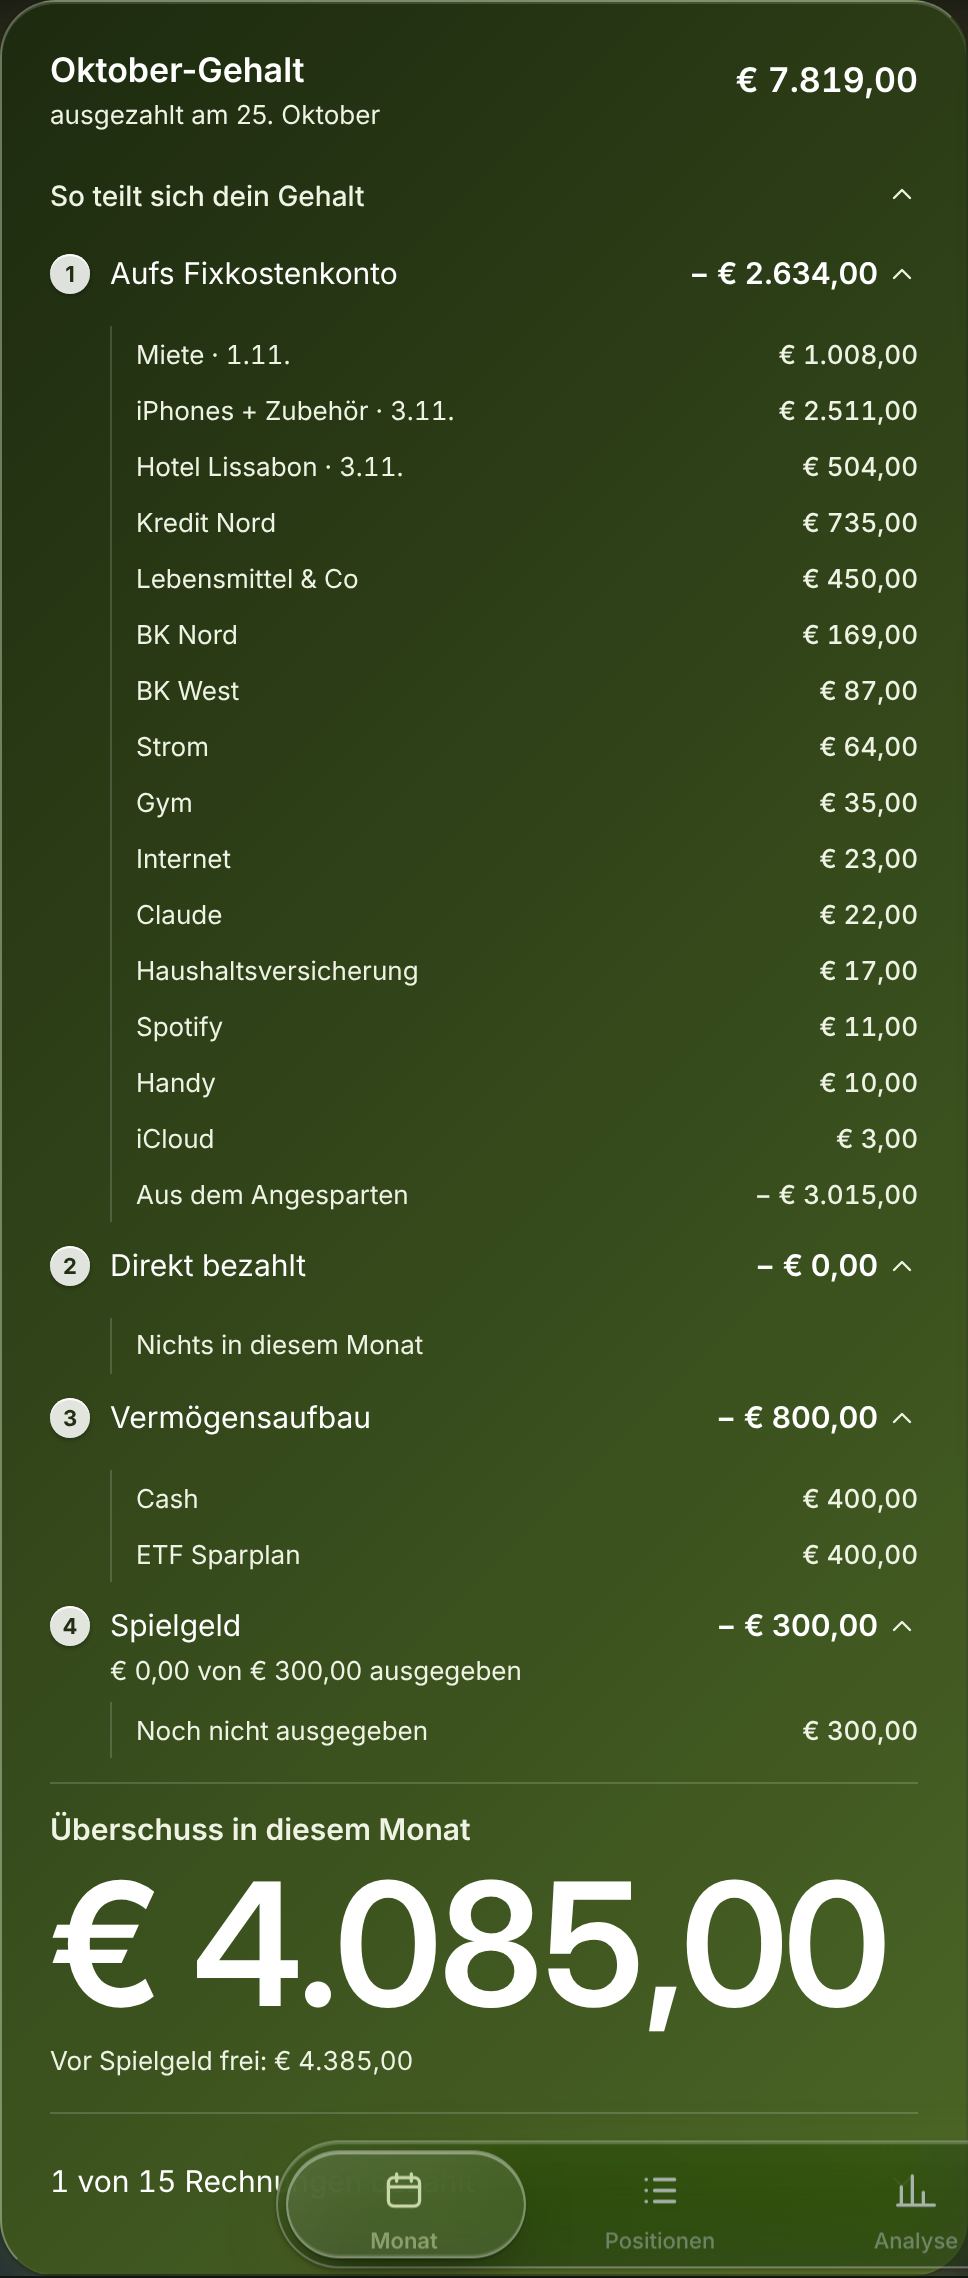 Oktober-Gehalt
€ 7.819,00
ausgezahlt am 25. Oktober
So teilt sich dein Gehalt
1 Aufs Fixkostenkonto – € 2.634,00
Miete · 1.11. € 1.008,00
iPhones + Zubehör · 3.11. € 2.511,00
Hotel Lissabon · 3.11. € 504,00
Kredit Nord € 735,00
Lebensmittel & Co € 450,00
BK Nord € 169,00
BK West € 87,00
Strom € 64,00
Gym € 35,00
Internet € 23,00
Claude € 22,00
Haushaltsversicherung € 17,00
Spotify € 11,00
Handy € 10,00
iCloud € 3,00
Aus dem Angesparten – € 3.015,00
2 Direkt bezahlt – € 0,00
Nichts in diesem Monat
3 Vermögensaufbau – € 800,00
Cash € 400,00
ETF Sparplan € 400,00
4 Spielgeld – € 300,00
€ 0,00 von € 300,00 ausgegeben
Noch nicht ausgegeben € 300,00
Überschuss in diesem Monat
€ 4.085,00
Vor Spielgeld frei: € 4.385,00
1 von 15 Rechnungen bezahlt
Monat Positionen Analyse